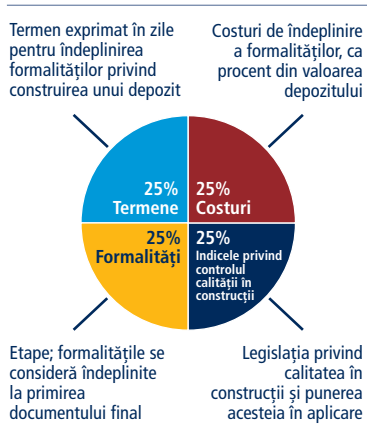 Termen exprimat în zile
pentru îndeplinirea
formalităților privind
construirea unui depozit
Costuri de îndeplinire
a formalităților, ca
procent din valoarea
depozitului
25%
Termene
25%
Costuri
25%
Formalități
25%
Indicele privind
controlul
calității în
construcții
Etape; formalitățile se
consideră îndeplinite
la primirea
documentului final
Legislația privind
calitatea în
construcții și punerea
acesteia în aplicare